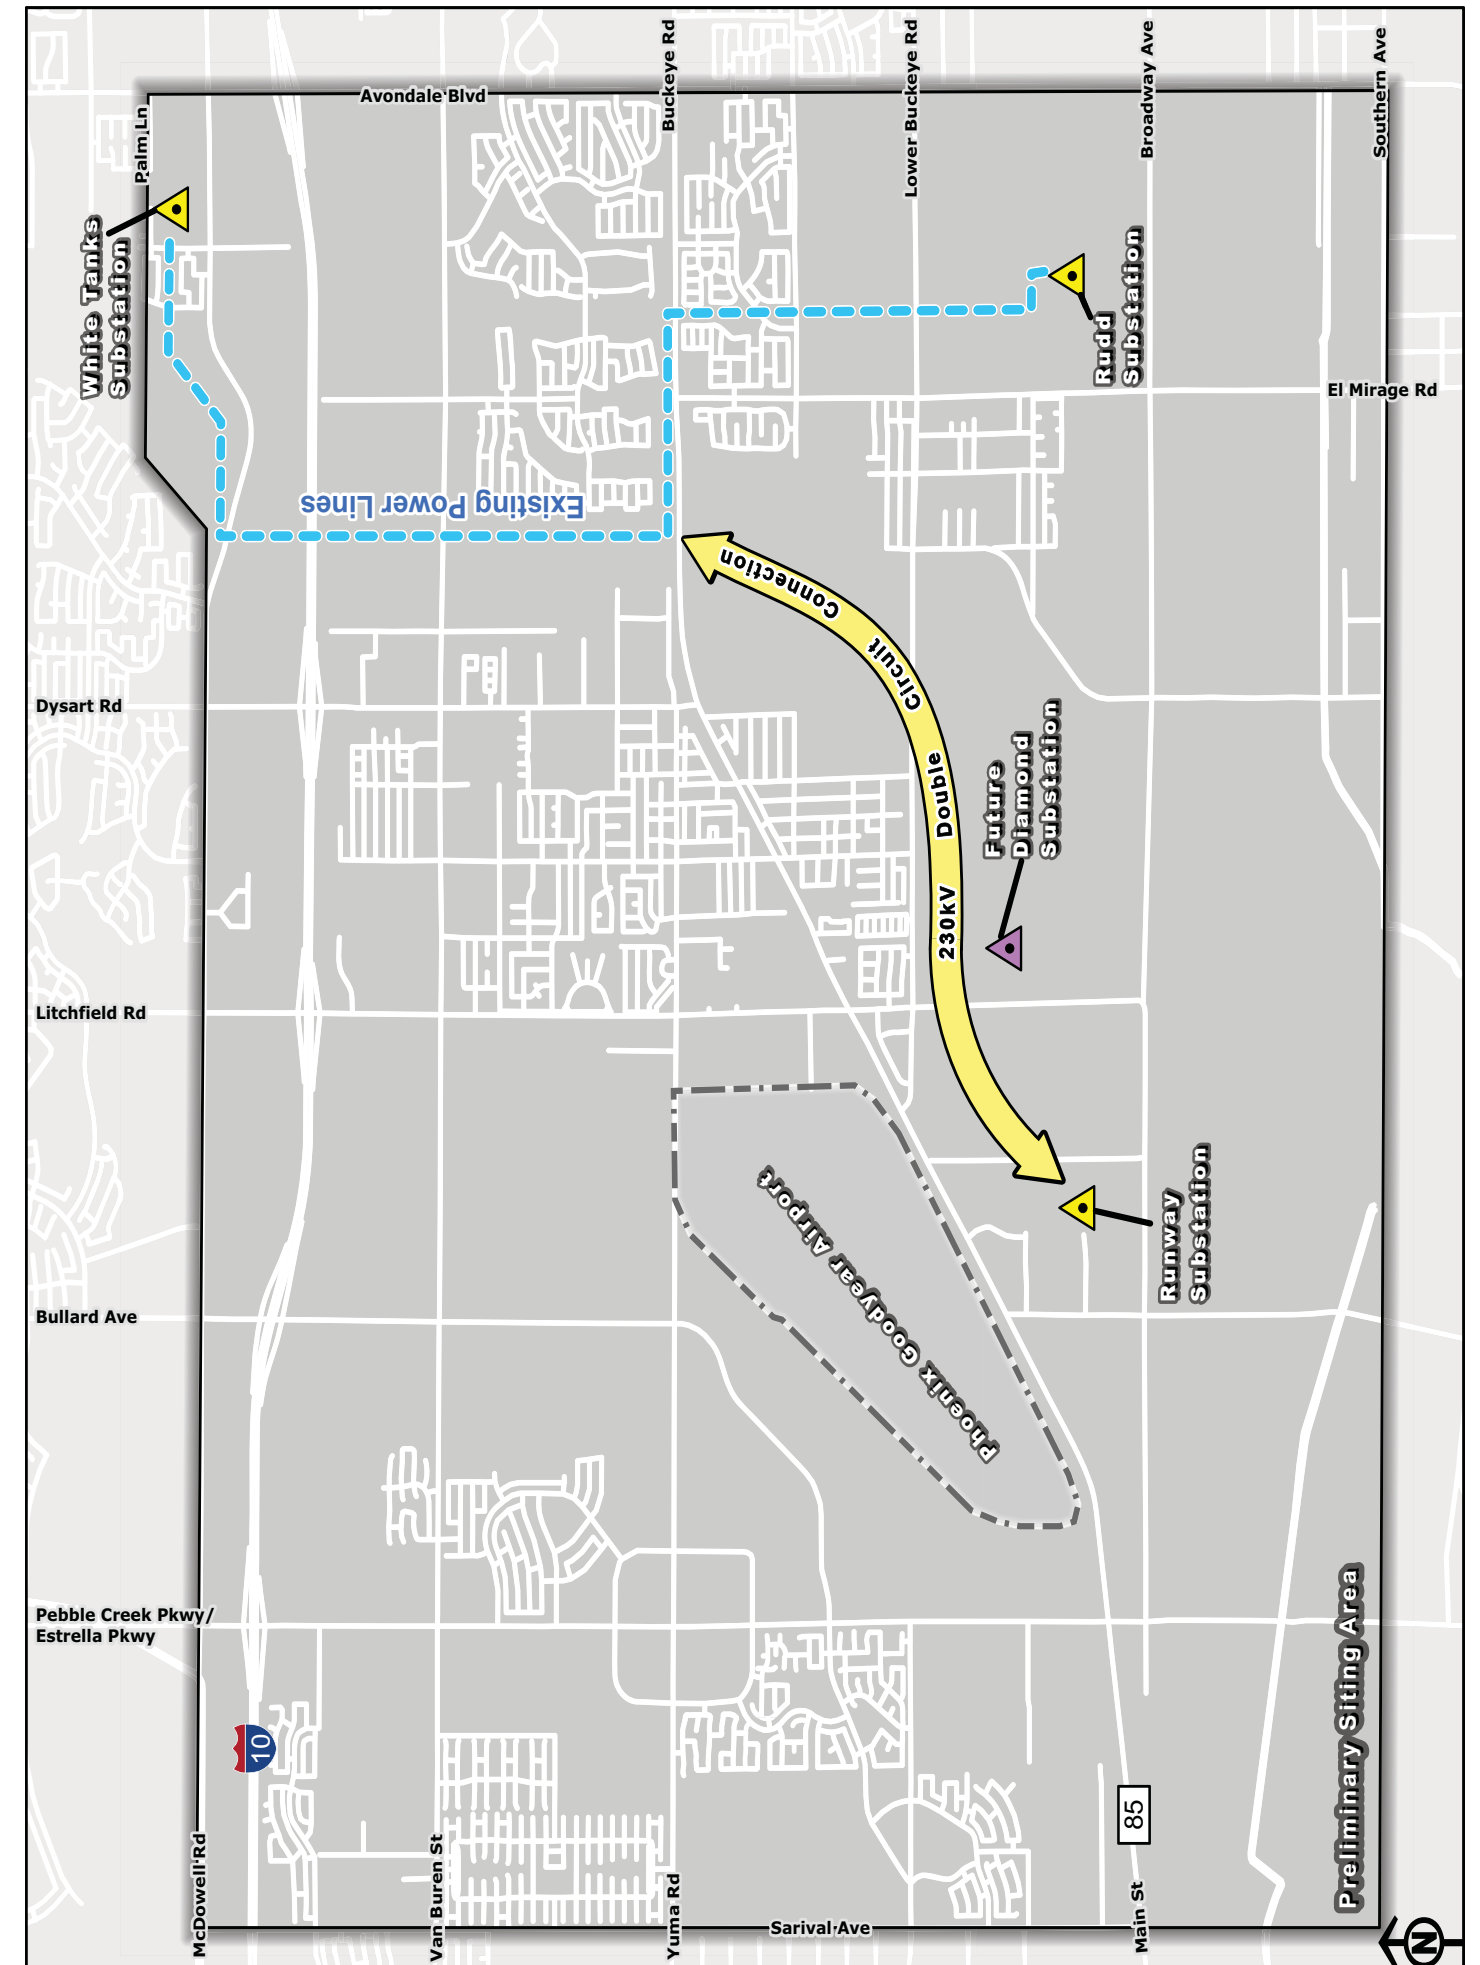 Palm Ln
Avondale Blvd
Buckeye Rd
Lower Buckeye Rd
Broadway Ave
Southern Ave
White Tanks
Substation
Rudd
Substation
El Mirage Rd
Existing Power Lines
230kV Double Circuit Connection
Dysart Rd
Future
Diamond
Substation
Litchfield Rd
Runway
Substation
Phoenix Goodyear Airport
Bullard Ave
Pebble Creek Pkwy/
Estrella Pkwy
10
85
McDowell Rd
Van Buren St
Yuma Rd
Sarival Ave
Main St
Preliminary Siting Area
N